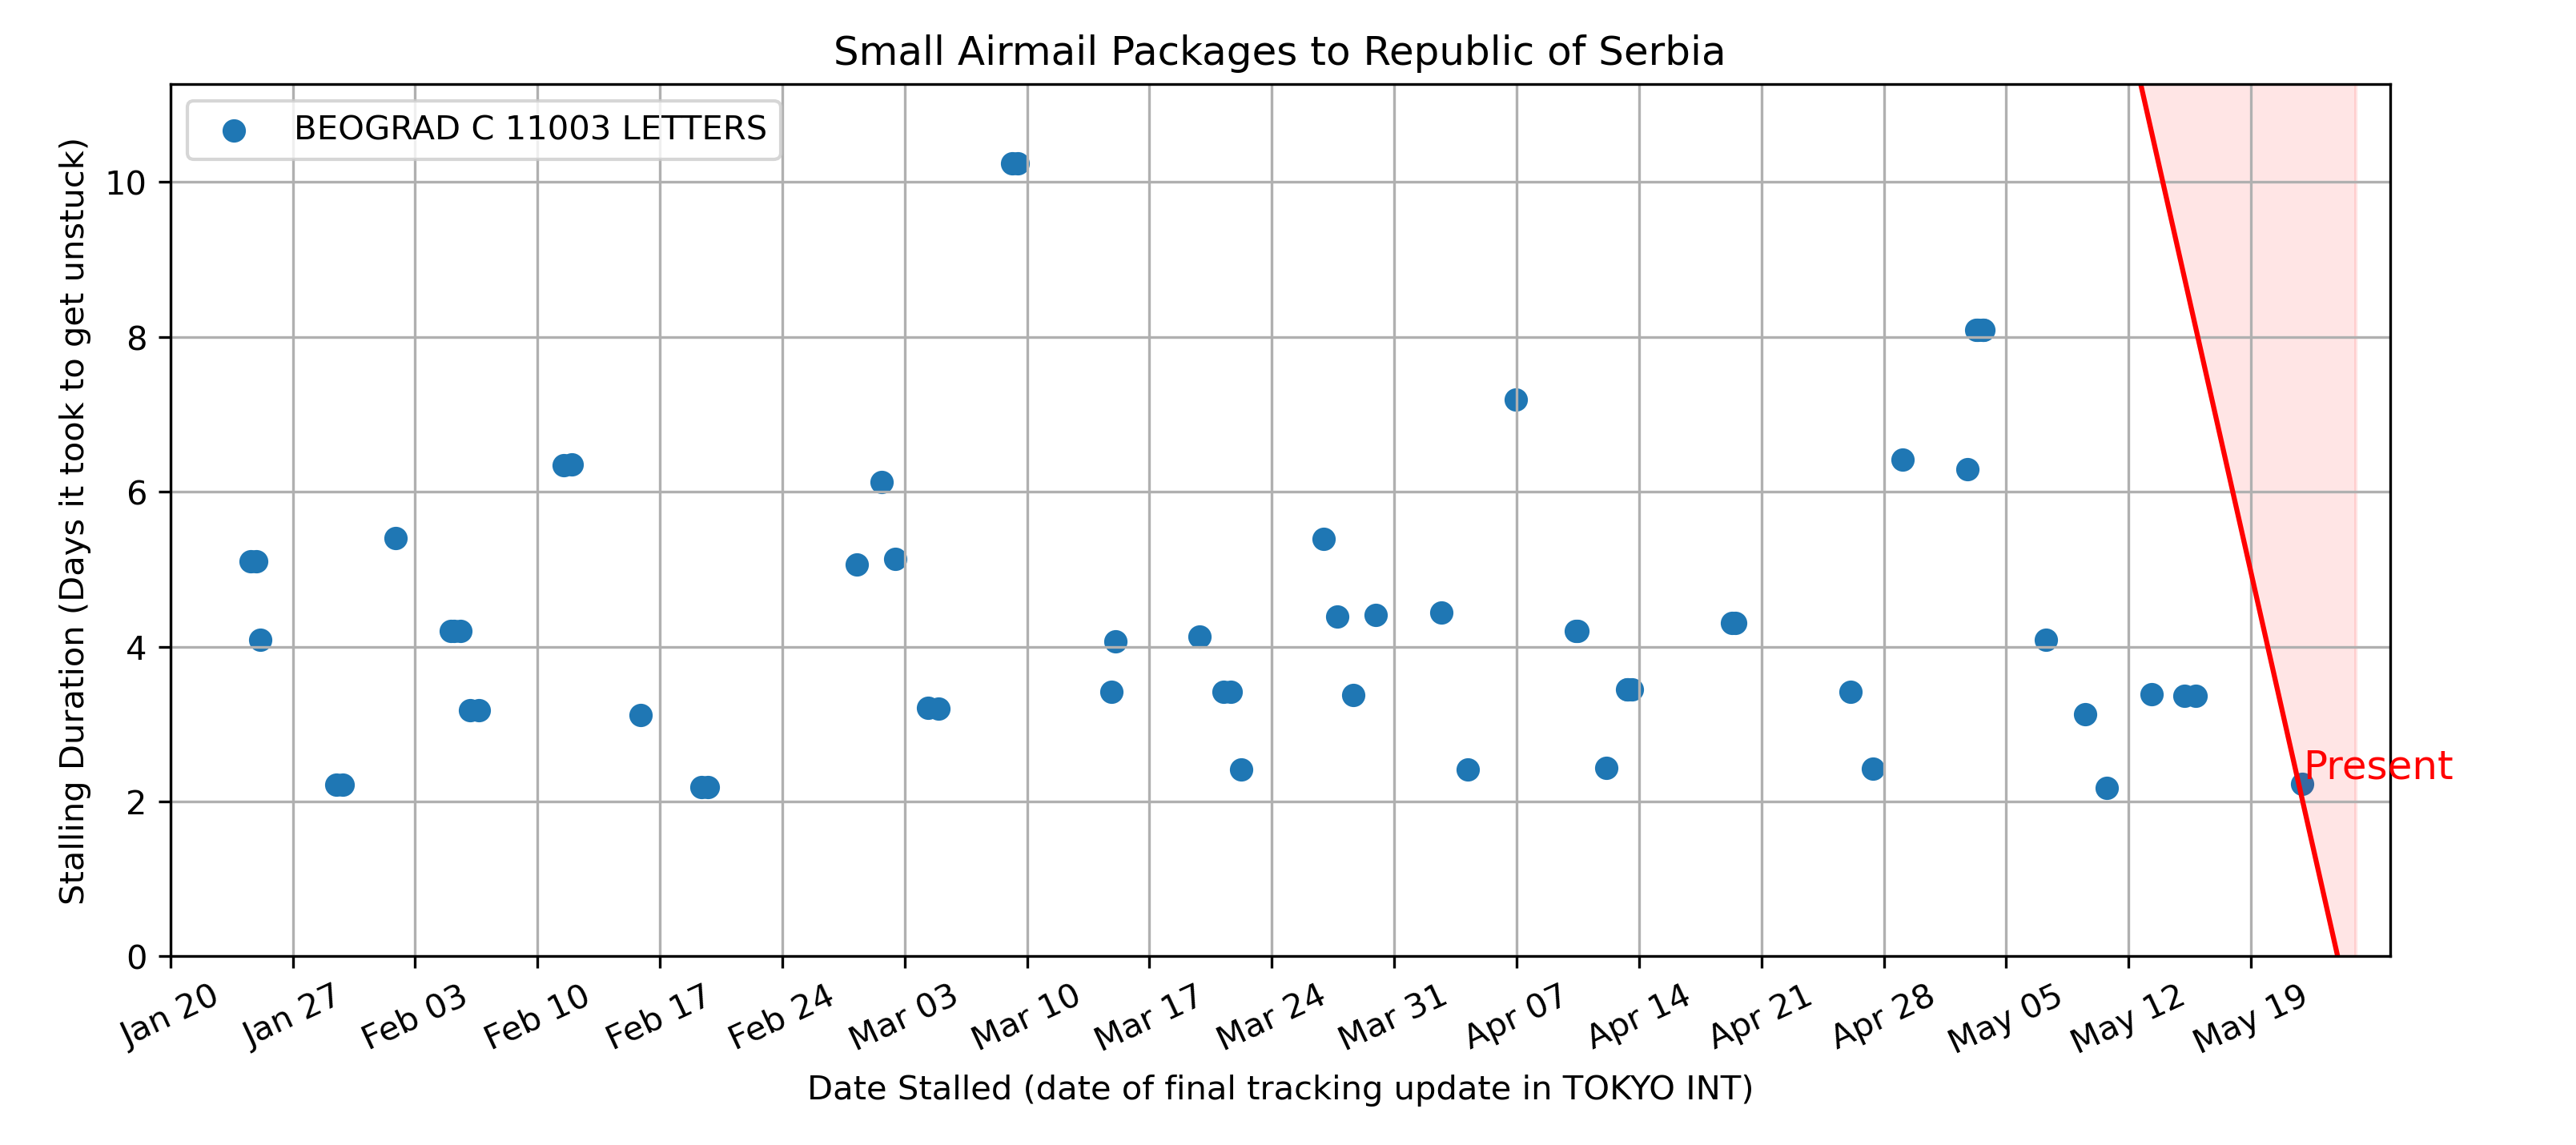 Small Airmail Packages to Republic of Serbia
BEOGRAD C 11003 LETTERS
Stalling Duration (Days it took to get unstuck)
10
8
6
4
2
0
Present
Jan 20
Jan 27
Feb 03
Feb 10
Feb 17
Feb 24
Mar 03
Mar 10
Mar 17
Mar 24
Mar 31
Apr 07
Apr 14
Apr 21
Apr 28
May 05
May 12
May 19
Date Stalled (date of final tracking update in TOKYO INT)